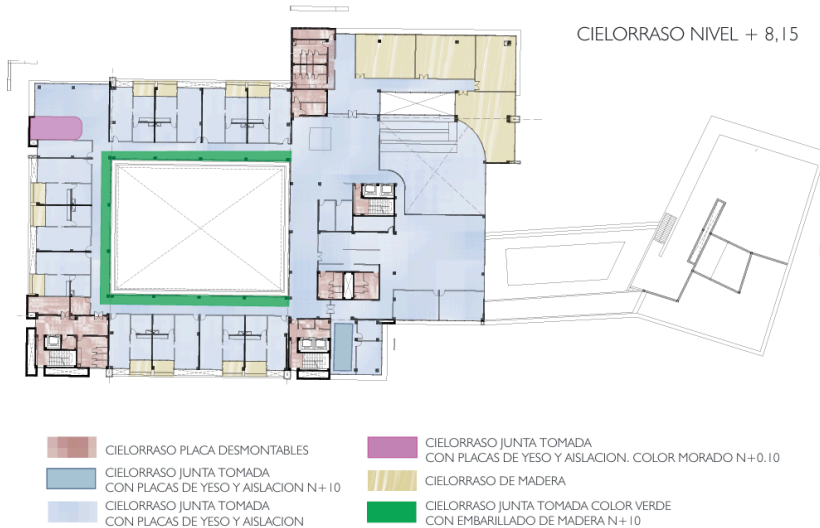 CIELORRASO NIVEL + 8,15
CIELORRASO PLACA DESMONTABLES
CIELORRASO JUNTA TOMADA
CON PLACAS DE YESO Y AISLACION N+10
CIELORRASO JUNTA TOMADA
CON PLACAS DE YESO Y AISLACION
CIELORRASO JUNTA TOMADA
CON PLACAS DE YESO Y AISLACION. COLOR MORADO N+0.10
CIELORRASO DE MADERA
CIELORRASO JUNTA TOMADA COLOR VERDE
CON EMBARILLADO DE MADERA N+10